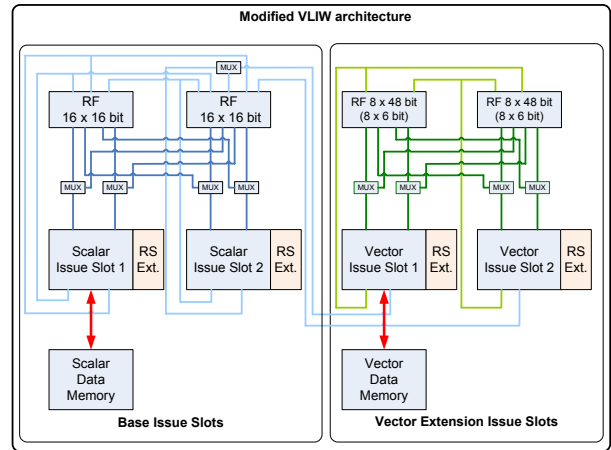 Modified VLIW architecture
MUX
RF
16 x 16 bit
RF
16 x 16 bit
RF 8 x 48 bit
(8 x 6 bit)
RF 8 x 48 bit
(8 x 6 bit)
MUX
MUX
MUX
MUX
MUX
MUX
MUX
MUX
Scalar
Issue Slot 1
RS
Ext.
Scalar
Issue Slot 2
RS
Ext.
Vector
Issue Slot 1
RS
Ext.
Vector
Issue Slot 2
RS
Ext.
Scalar
Data
Memory
Vector
Data
Memory
Base Issue Slots
Vector Extension Issue Slots